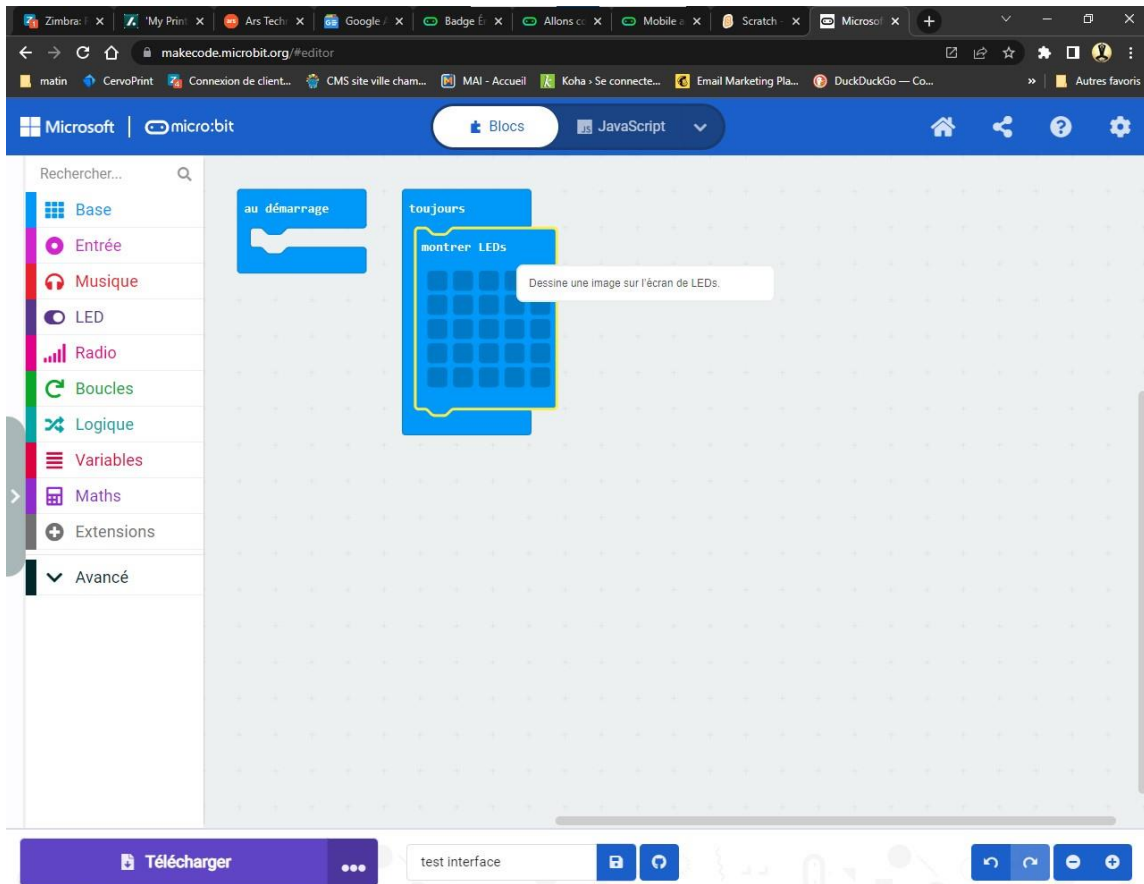 Zimbra: 'My Print Ars Tech Google Badge É Allons co Mobile a Scratch - Microsof
makecode.microbit.org/#editor
matin CervoPrint Connexion de client... CMS site ville cham... MAI - Accueil Koha › Se connecte... Email Marketing Pla... DuckDuckGo — Co... » Autres favoris
Microsoft micro:bit Blocs JavaScript
Rechercher...
Base
Entrée
Musique
LED
Radio
Boucles
Logique
Variables
Maths
Extensions
Avancé
au démarrage
toujours
montrer LEDs
Dessine une image sur l'écran de LEDs.
Télécharger
test interface